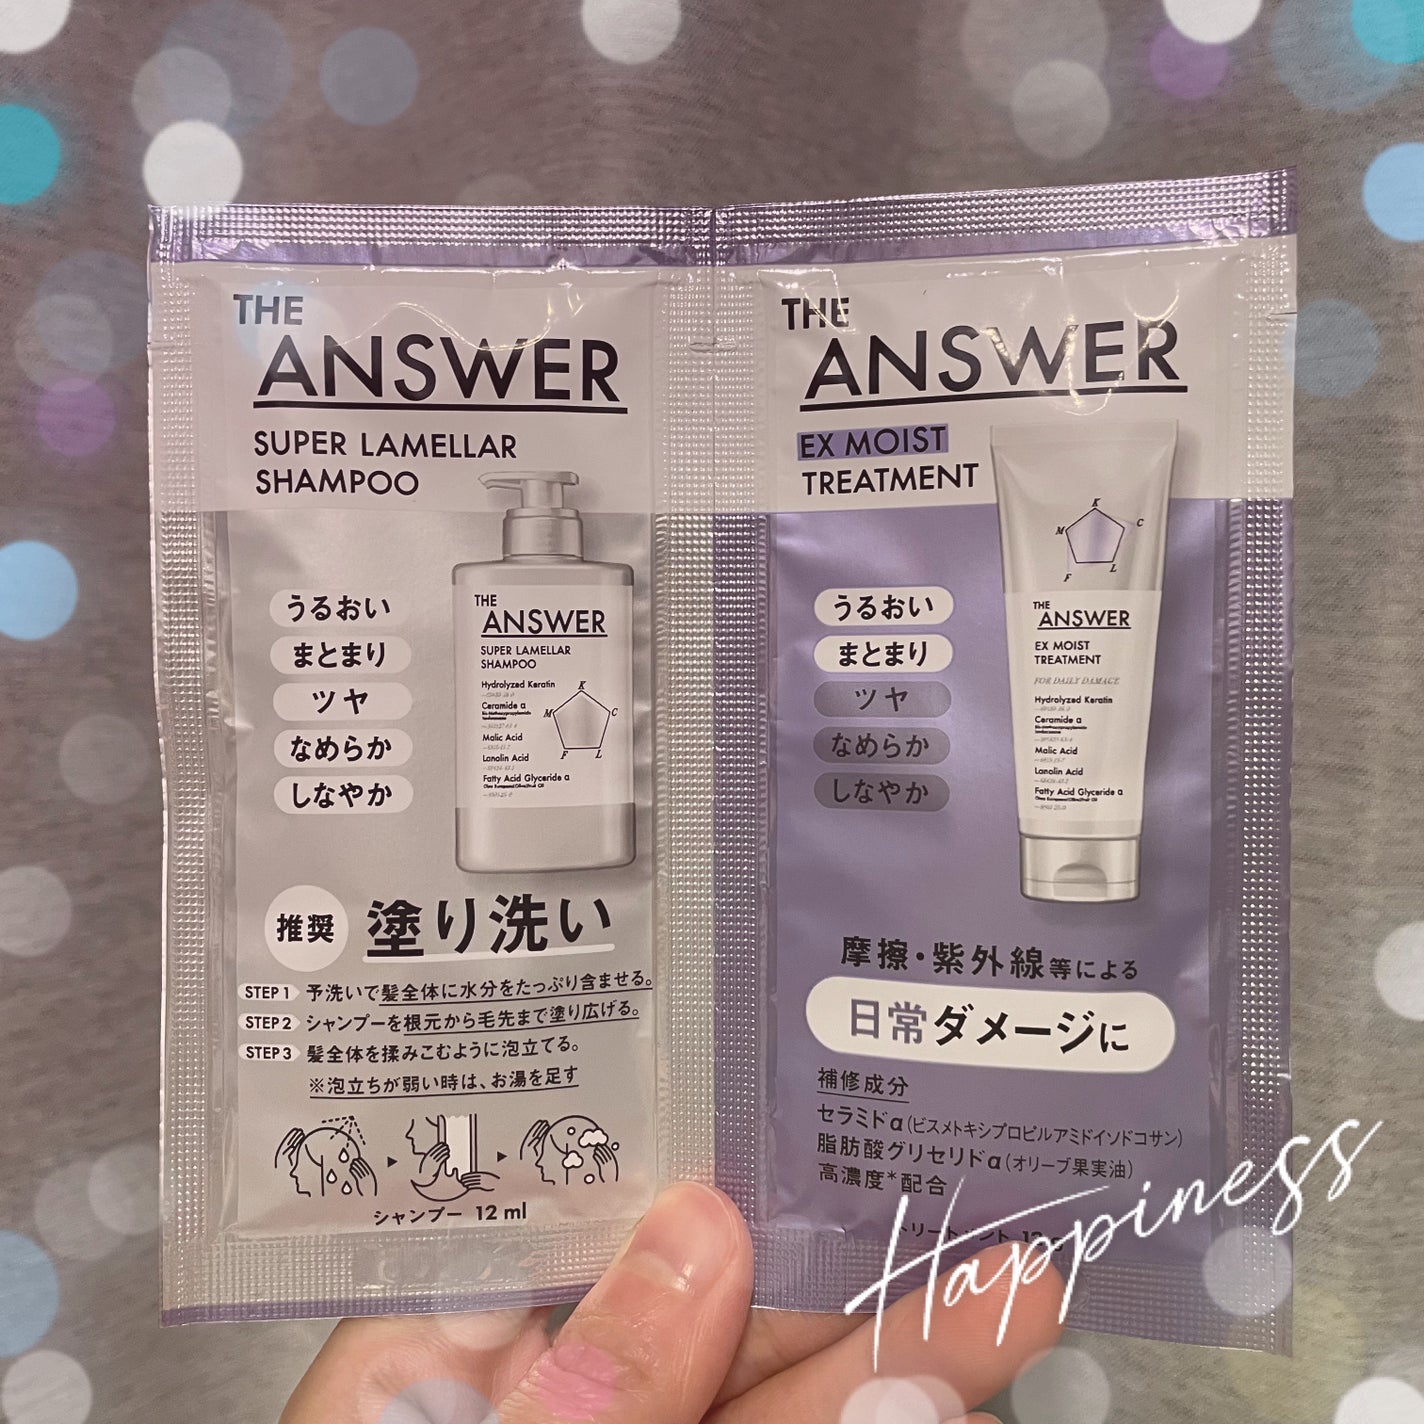 THE
ANSWER
SUPER LAMELLAR
SHAMPOO
うるおい
まとまり
ツヤ
なめらか
しなやか
THE
ANSWER
SUPER LAMELLAR
SHAMPOO
Hydrolyzed Keratin
Ceramide α
Malic Acid
Lanolin Acid
Fatty Acid Glyceride α
K
M
C
F
L
推奨
塗り洗い
STEP 1 予洗いで髪全体に水分をたっぷり含ませる。
STEP 2 シャンプーを根元から毛先まで塗り広げる。
STEP 3 髪全体を揉みこむように泡立てる。
※泡立ちが弱い時は、お湯を足す
シャンプー 12 ml
THE
ANSWER
EX MOIST
TREATMENT
うるおい
まとまり
ツヤ
なめらか
しなやか
K
M
C
F
L
THE
ANSWER
EX MOIST
TREATMENT
FOR DAILY DAMAGE
Hydrolyzed Keratin
Ceramide α
Malic Acid
Lanolin Acid
Fatty Acid Glyceride α
摩擦・紫外線等による
日常ダメージに
補修成分
セラミドα(ビスメトキシプロピルアミドイソドコサン)
脂肪酸グリセリドα(オリーブ果実油)
高濃度*配合
Happiness